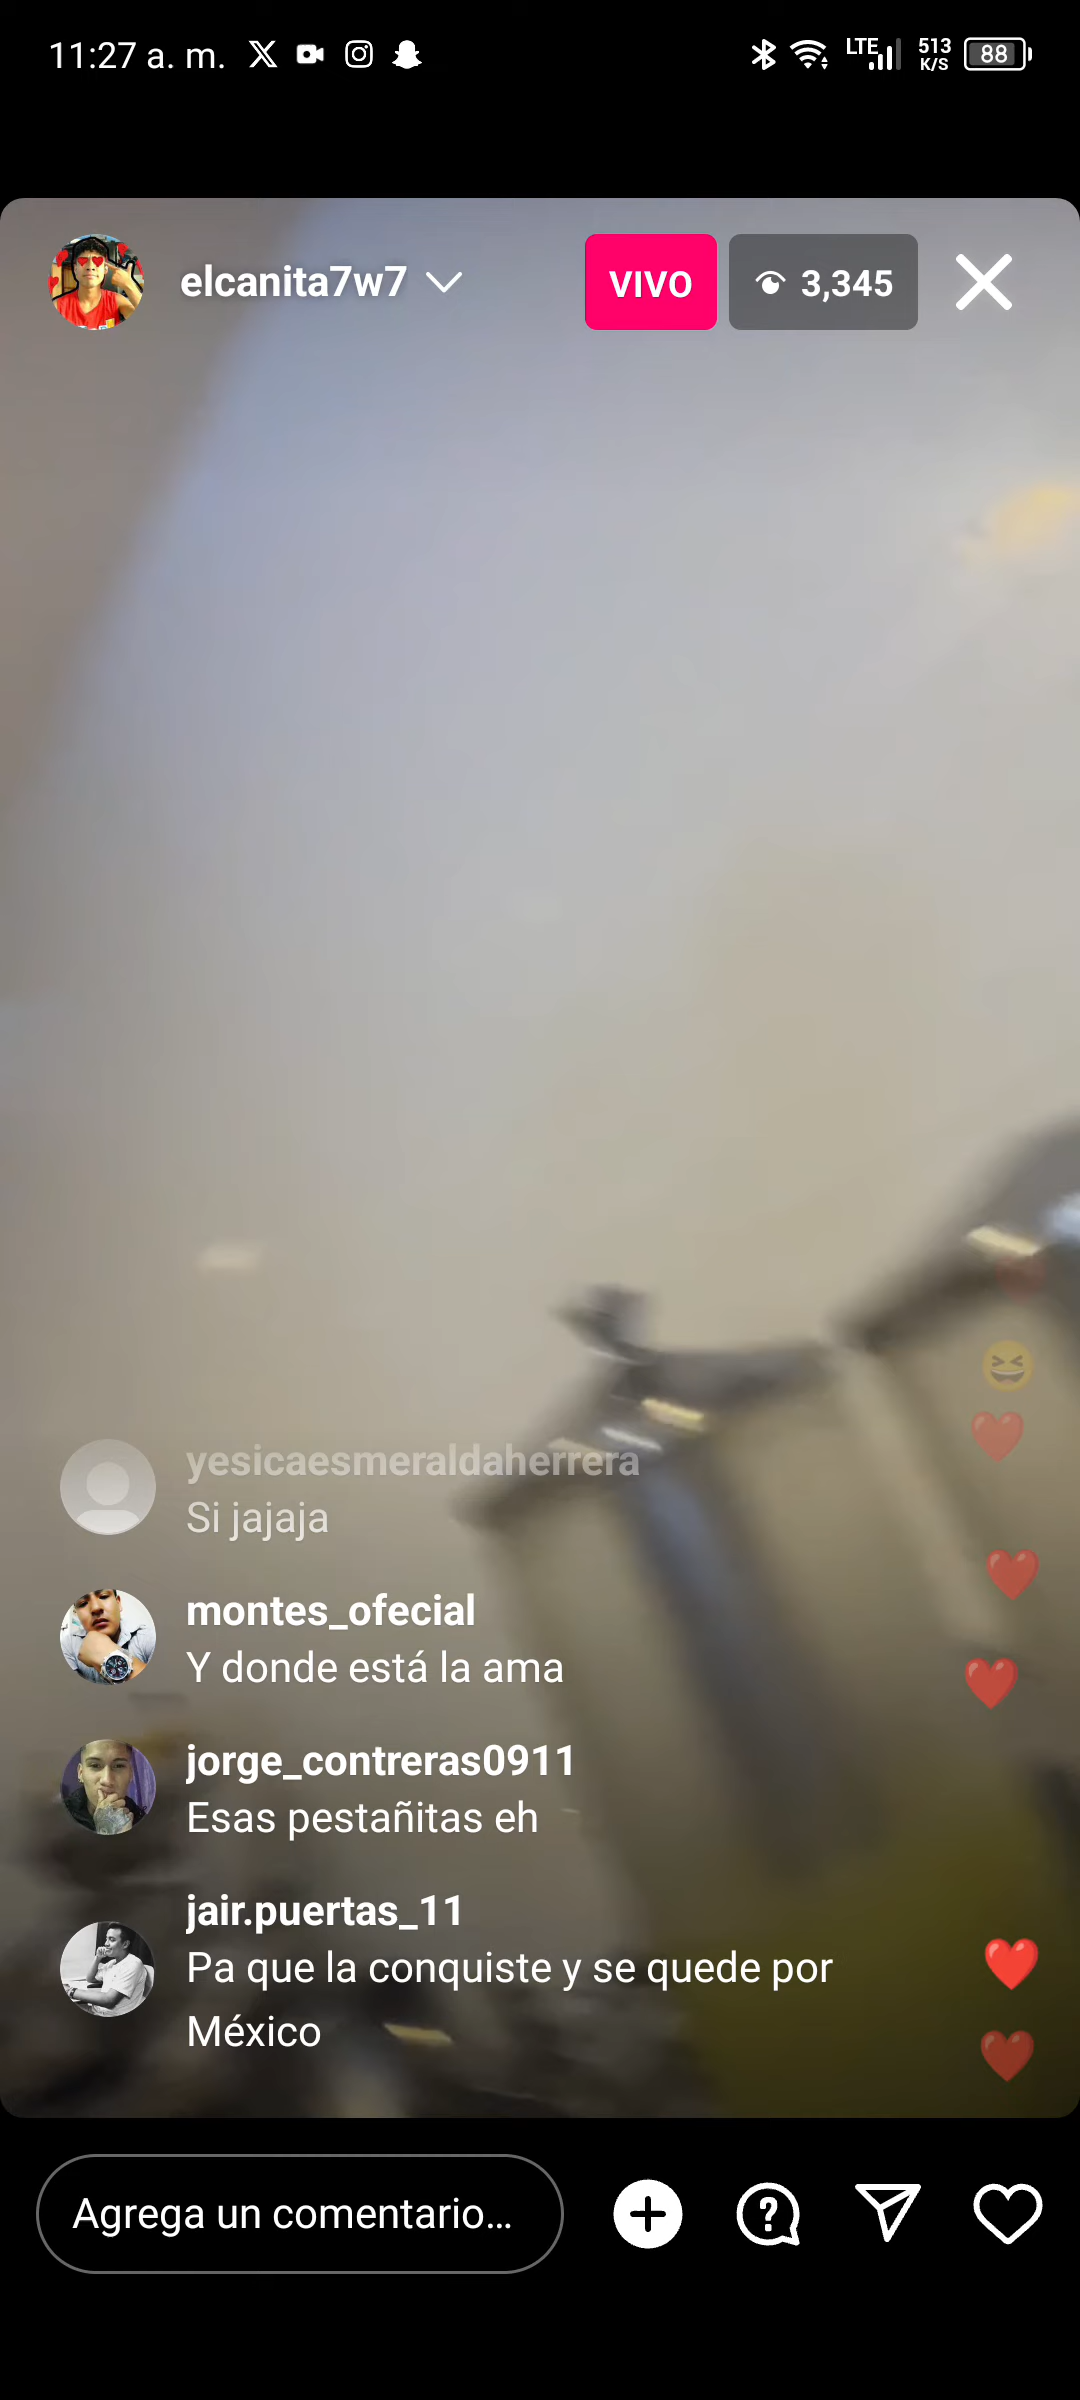 11:27 a. m.
LTE
513
K/S
88
elcanita7w7
VIVO
3,345
yesicaesmeraldaherrera
Si jajaja
montes_ofecial
Y donde está la ama
jorge_contreras0911
Esas pestañitas eh
jair.puertas_11
Pa que la conquiste y se quede por
México
Agrega un comentario...